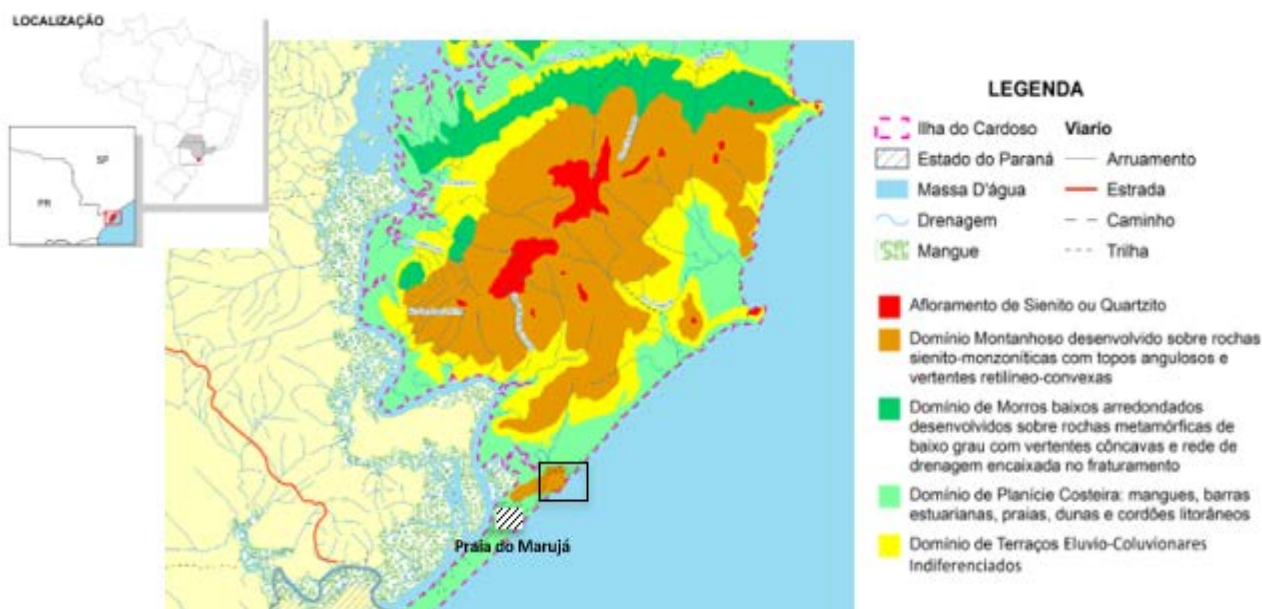 LOCALIZAÇÃO
SP
PR
Praia do Marujá
LEGENDA
Ilha do Cardoso
Estado do Paraná
Massa D'água
Drenagem
Mangue
Viario
Arruamento
Estrada
Caminho
Trilha
Afloramento de Sienito ou Quartzito
Domínio Montanhoso desenvolvido sobre rochas
sienito-monzoníticas com topos angulosos e
vertentes retilíneo-convexas
Domínio de Morros baixos arredondados
desenvolvidos sobre rochas metamórficas de
baixo grau com vertentes côncavas e rede de
drenagem encaixada no fraturamento
Domínio de Planície Costeira: mangues, barras
estuarianas, praias, dunas e cordões litorâneos
Domínio de Terraços Eluvio-Coluvionares
Indiferenciados